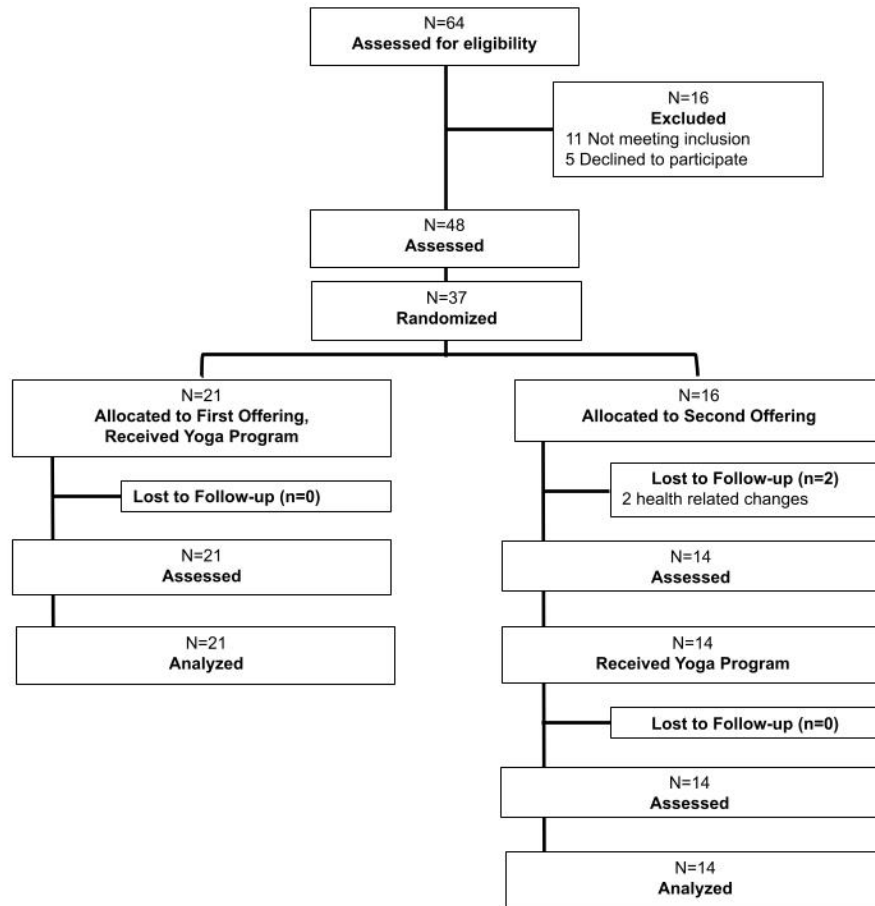 N=64
Assessed for eligibility
N=16
Excluded
11 Not meeting inclusion
5 Declined to participate
N=48
Assessed
N=37
Randomized
N=21
Allocated to First Offering,
Received Yoga Program
Lost to Follow-up (n=0)
N=21
Assessed
N=21
Analyzed
N=16
Allocated to Second Offering
Lost to Follow-up (n=2)
2 health related changes
N=14
Assessed
N=14
Received Yoga Program
Lost to Follow-up (n=0)
N=14
Assessed
N=14
Analyzed